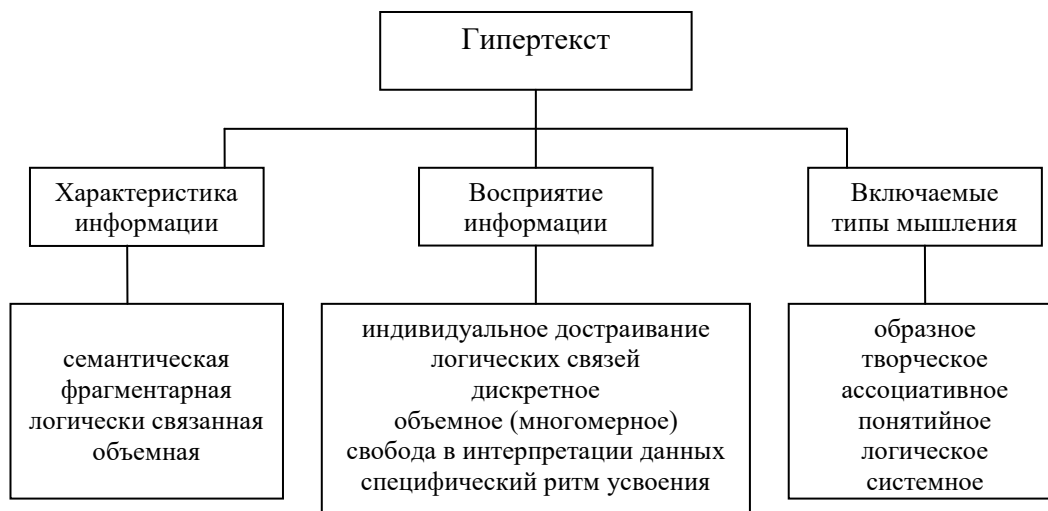 Гипертекст
Характеристика
информации
Восприятие
информации
Включаемые
типы мышления
семантическая
фрагментарная
логически связанная
объемная
индивидуальное достраивание
логических связей
дискретное
объемное (многомерное)
свобода в интерпретации данных
специфический ритм усвоения
образное
творческое
ассоциативное
понятийное
логическое
системное